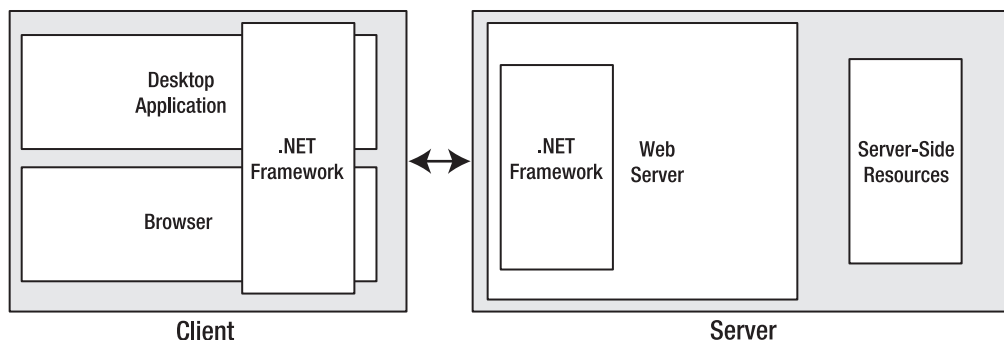 Desktop
Application
.NET
Framework
Browser
Client
.NET
Framework
Web
Server
Server-Side
Resources
Server